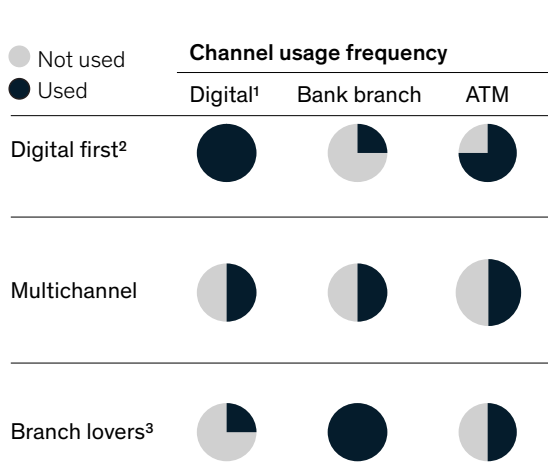 Not used
Used
Channel usage frequency
Digital¹ Bank branch ATM
Digital first²
Multichannel
Branch lovers³